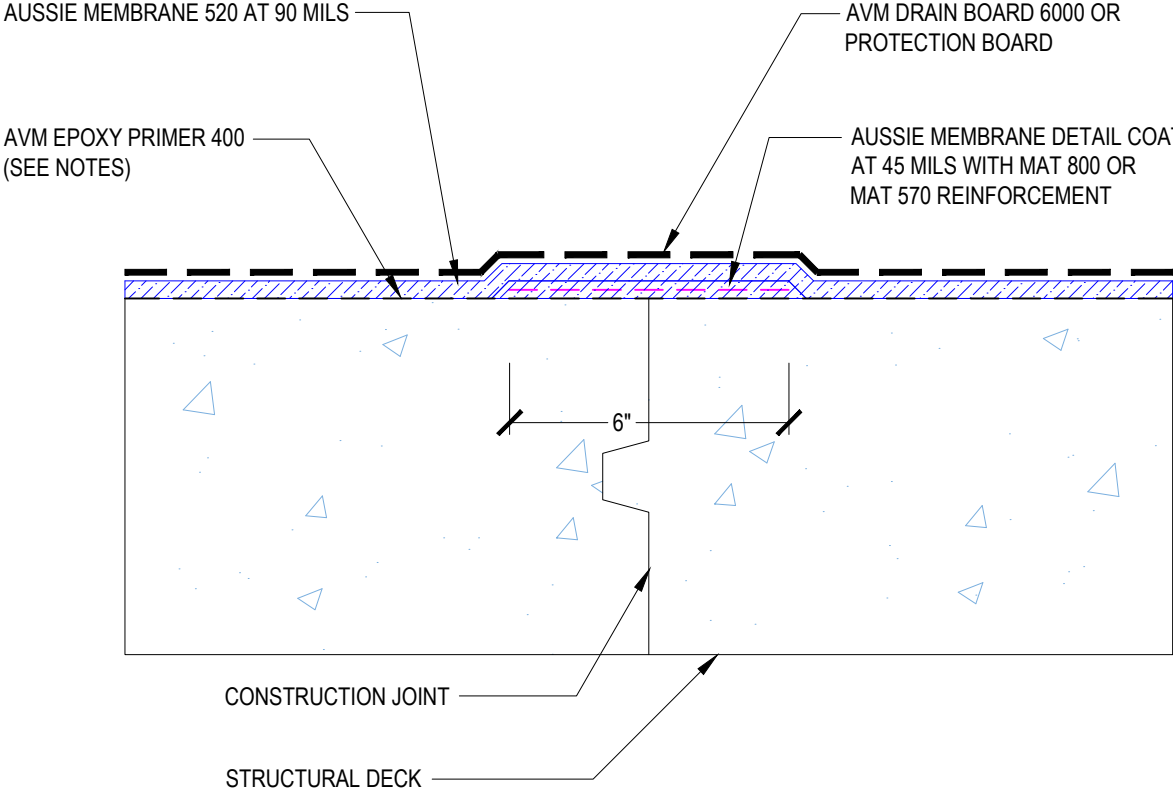 AUSSIE MEMBRANE 520 AT 90 MILS
AVM DRAIN BOARD 6000 OR
PROTECTION BOARD
AVM EPOXY PRIMER 400
(SEE NOTES)
AUSSIE MEMBRANE DETAIL COAT
AT 45 MILS WITH MAT 800 OR
MAT 570 REINFORCEMENT
6"
CONSTRUCTION JOINT
STRUCTURAL DECK